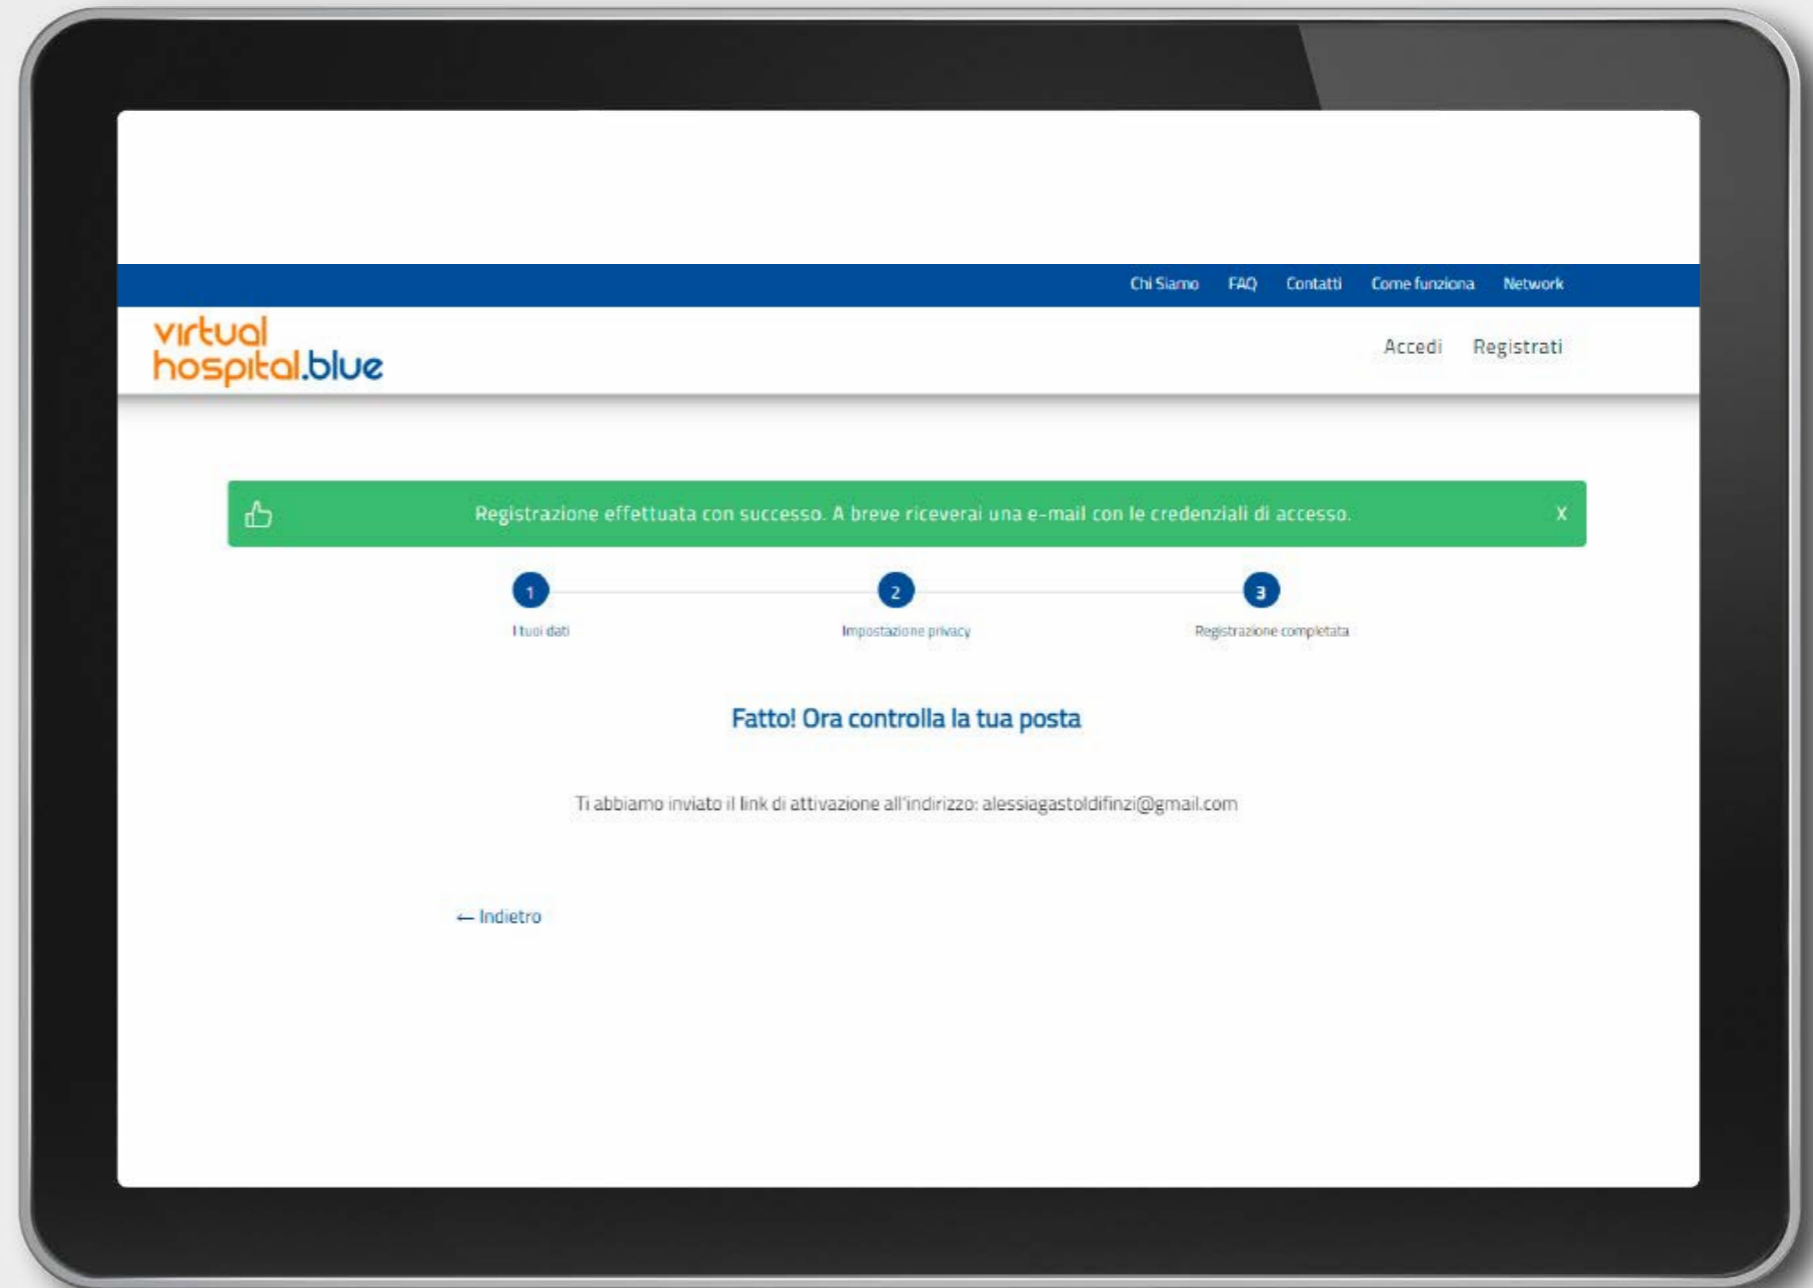 Chi Siamo FAQ Contatti Come funziona Network
virtual
hospital.blue
Accedi Registrati
Registrazione effettuata con successo. A breve riceverai una e-mail con le credenziali di accesso. X
1 2 3
I tuoi dati Impostazione privacy Registrazione completata
Fatto! Ora controlla la tua posta
Ti abbiamo inviato il link di attivazione all'indirizzo: alessiagastoldifinzi@gmail.com
← Indietro